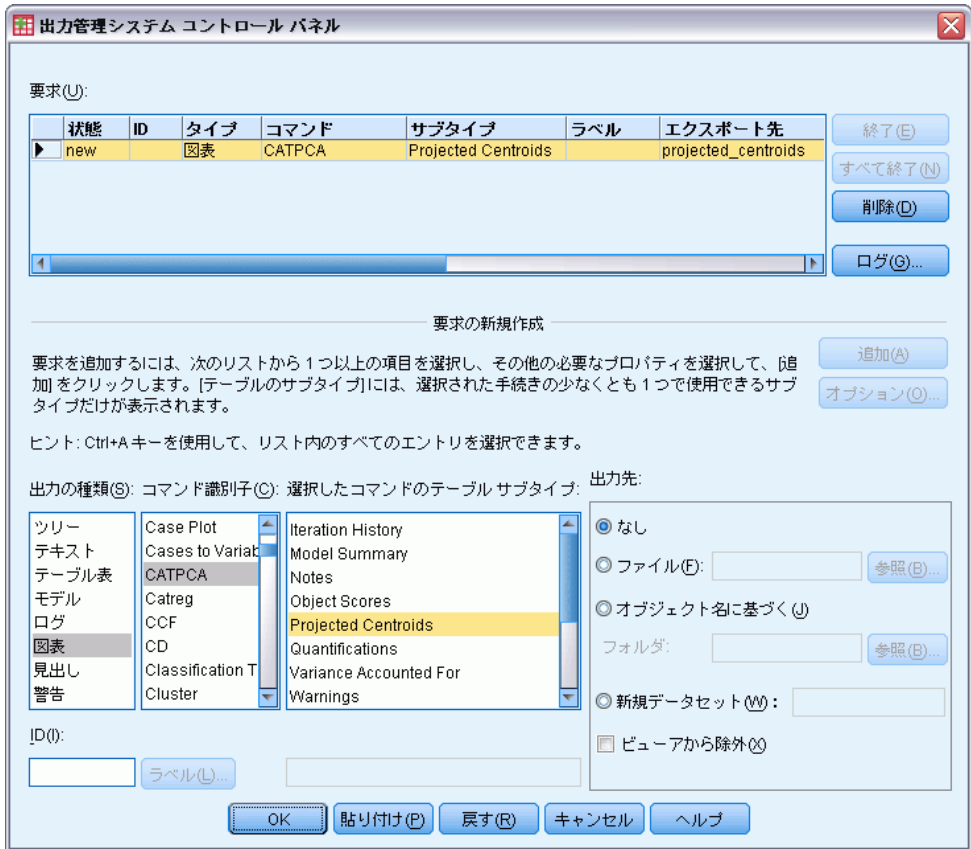 出力管理システム コントロール パネル
要求(U):
状態 ID タイプ コマンド サブタイプ ラベル エクスポート先
new 図表 CATPCA Projected Centroids projected_centroids
終了(E)
すべて終了(N)
削除(D)
ログ(G)...
要求の新規作成
要求を追加するには、次のリストから 1 つ以上の項目を選択し、その他の必要なプロパティを選択して、[追
加] をクリックします。[テーブルのサブタイプ] には、選択された手続きの少なくとも 1 つで使用できるサブ
タイプだけが表示されます。
追加(A)
オプション(O)...
ヒント: Ctrl+A キーを使用して、リスト内のすべてのエントリを選択できます。
出力の種類(S): コマンド識別子(C): 選択したコマンドのテーブル サブタイプ:
ツリー
テキスト
テーブル表
モデル
ログ
図表
見出し
警告
Case Plot
Cases to Variab
CATPCA
Catreg
CCF
CD
Classification T
Cluster
Iteration History
Model Summary
Notes
Object Scores
Projected Centroids
Quantifications
Variance Accounted For
Warnings
出力先:
なし
ファイル(F): 参照(B)...
オブジェクト名に基づく(J)
フォルダ: 参照(B)...
新規データセット(W):
ビューアから除外(X)
ID(I):
ラベル(L)...
OK 貼り付け(P) 戻す(R) キャンセル ヘルプ